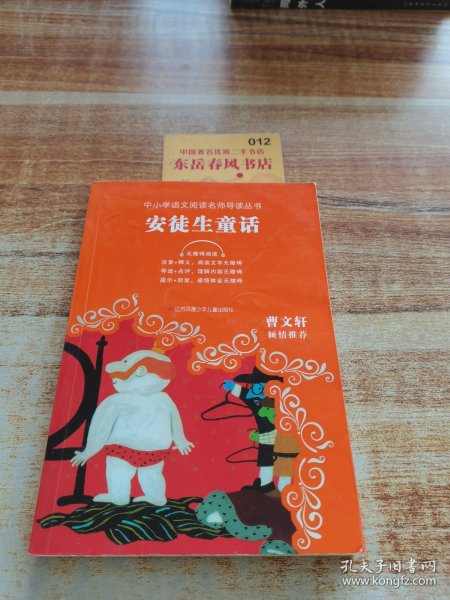 012
中国著名优质二手书店
东岳春风书店
中小学语文阅读名师导读丛书
安徒生童话
无障碍阅读
注音+释义，阅读文字无障碍
导读+点评，理解内容无障碍
提示+启发，感悟体会无障碍
江苏凤凰少年儿童出版社
曹文轩
倾情推荐
孔夫子旧书网
www.kongfz.com